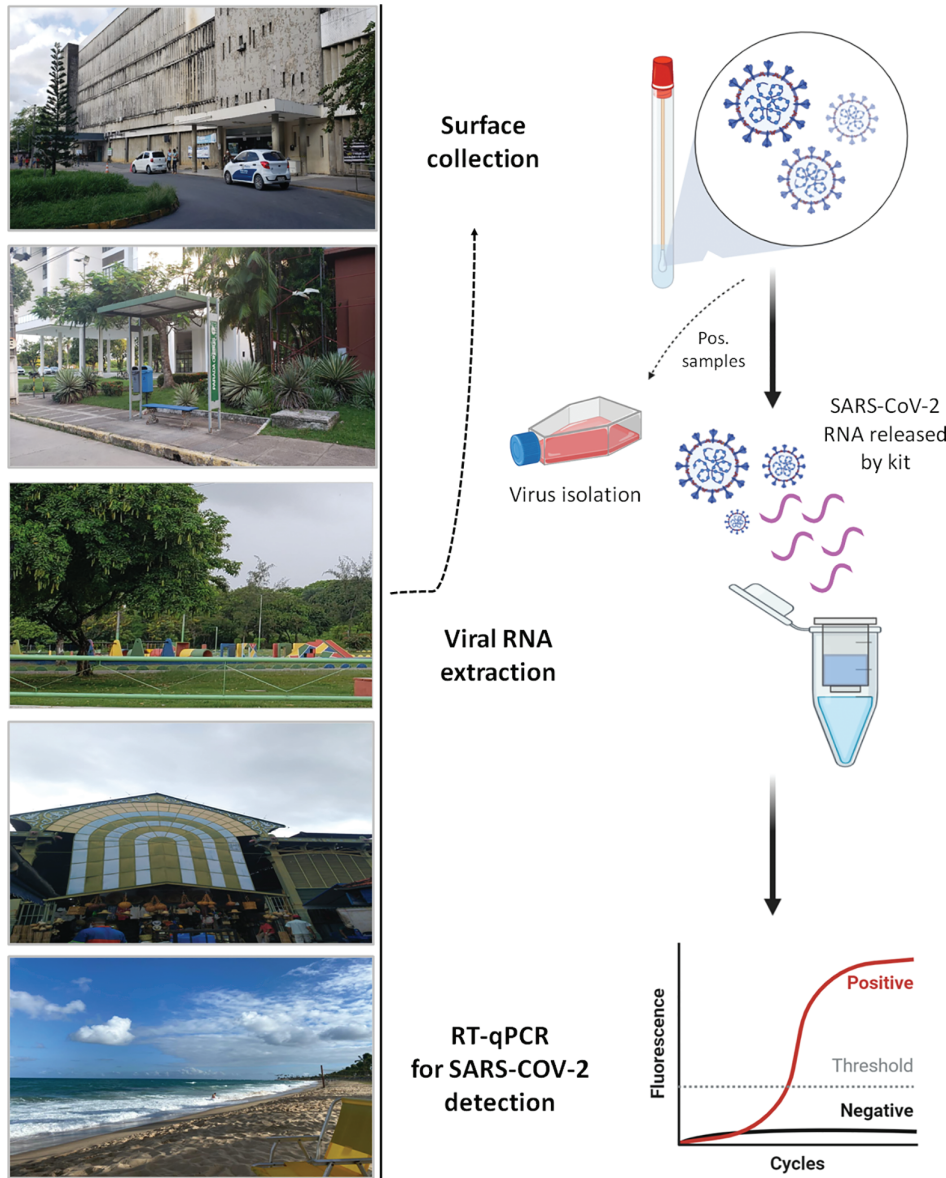 Surface
collection
Pos.
samples
SARS-CoV-2
RNA released
by kit
Virus isolation
Viral RNA
extraction
RT-qPCR
for SARS-COV-2
detection
Fluorescence
Positive
Threshold
Negative
Cycles